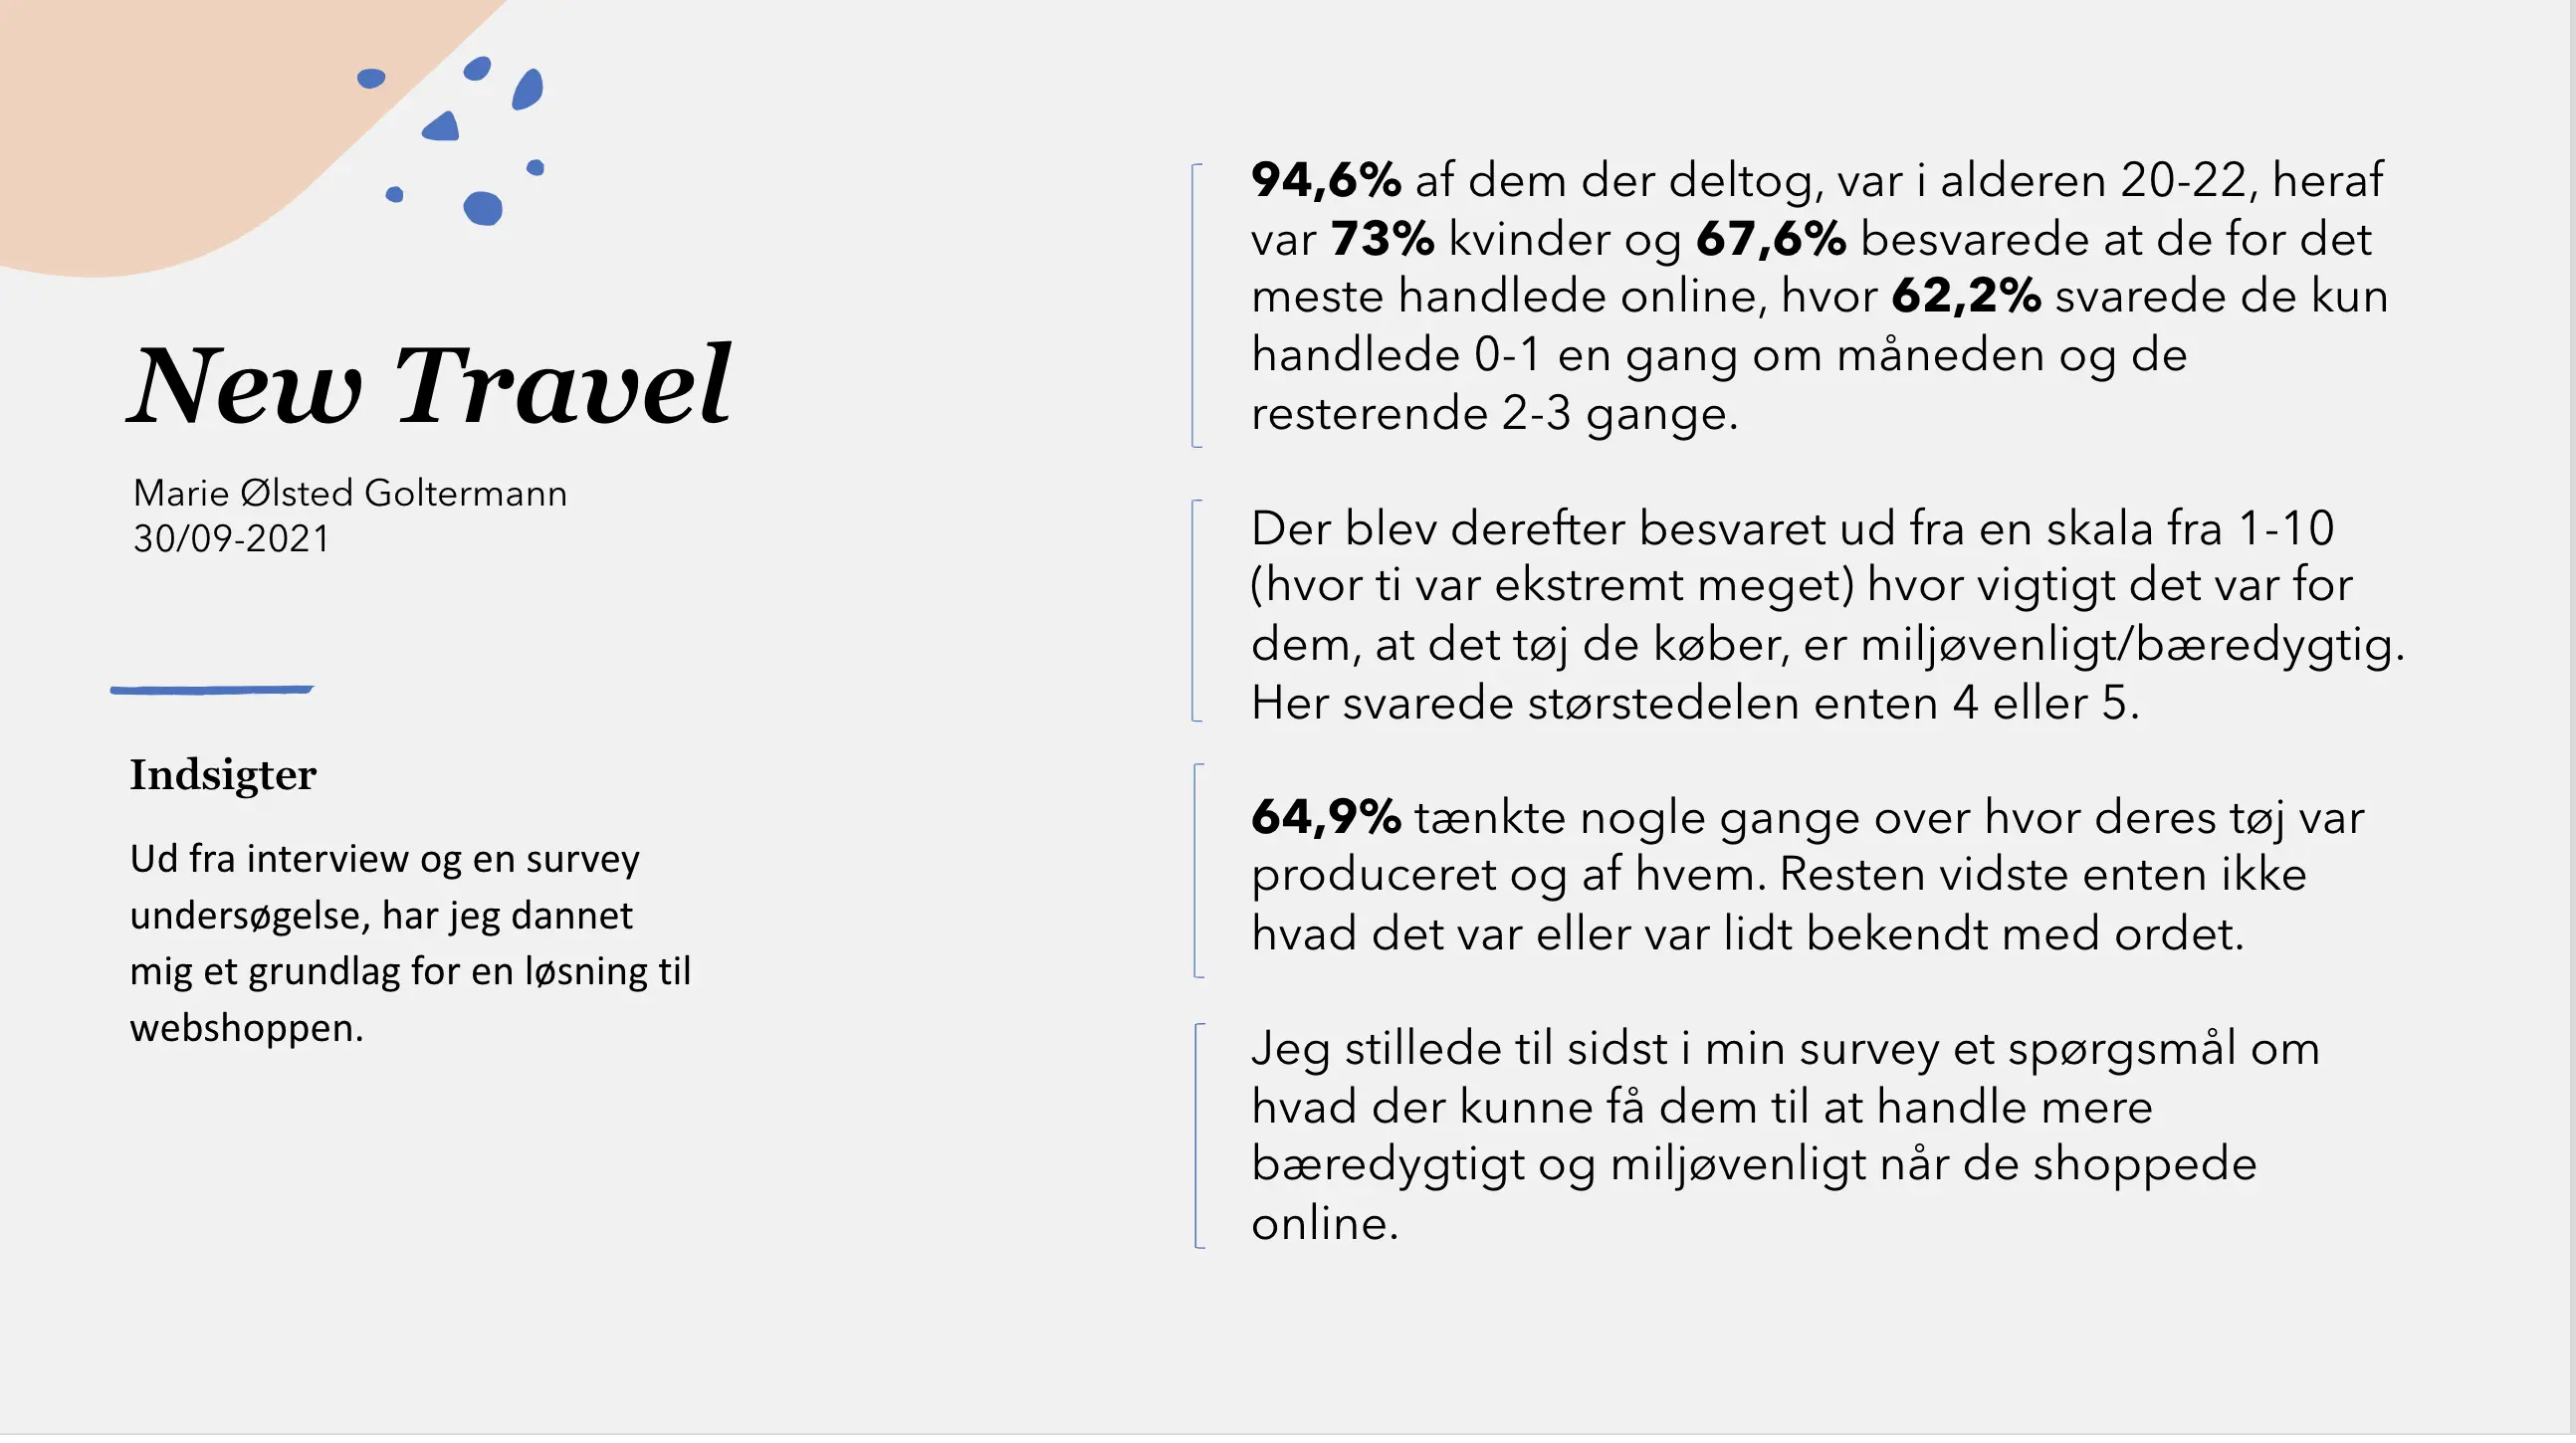 New Travel
Marie Ølsted Goltermann
30/09-2021
Indsigter
Ud fra interview og en survey
undersøgelse, har jeg dannet
mig et grundlag for en løsning til
webshoppen.
94,6% af dem der deltog, var i alderen 20-22, heraf
var 73% kvinder og 67,6% besvarede at de for det
meste handlede online, hvor 62,2% svarede de kun
handlede 0-1 en gang om måneden og de
resterende 2-3 gange.
Der blev derefter besvaret ud fra en skala fra 1-10
(hvor ti var ekstremt meget) hvor vigtigt det var for
dem, at det tøj de køber, er miljøvenligt/bæredygtig.
Her svarede størstedelen enten 4 eller 5.
64,9% tænkte nogle gange over hvor deres tøj var
produceret og af hvem. Resten vidste enten ikke
hvad det var eller var lidt bekendt med ordet.
Jeg stillede til sidst i min survey et spørgsmål om
hvad der kunne få dem til at handle mere
bæredygtigt og miljøvenligt når de shoppede
online.